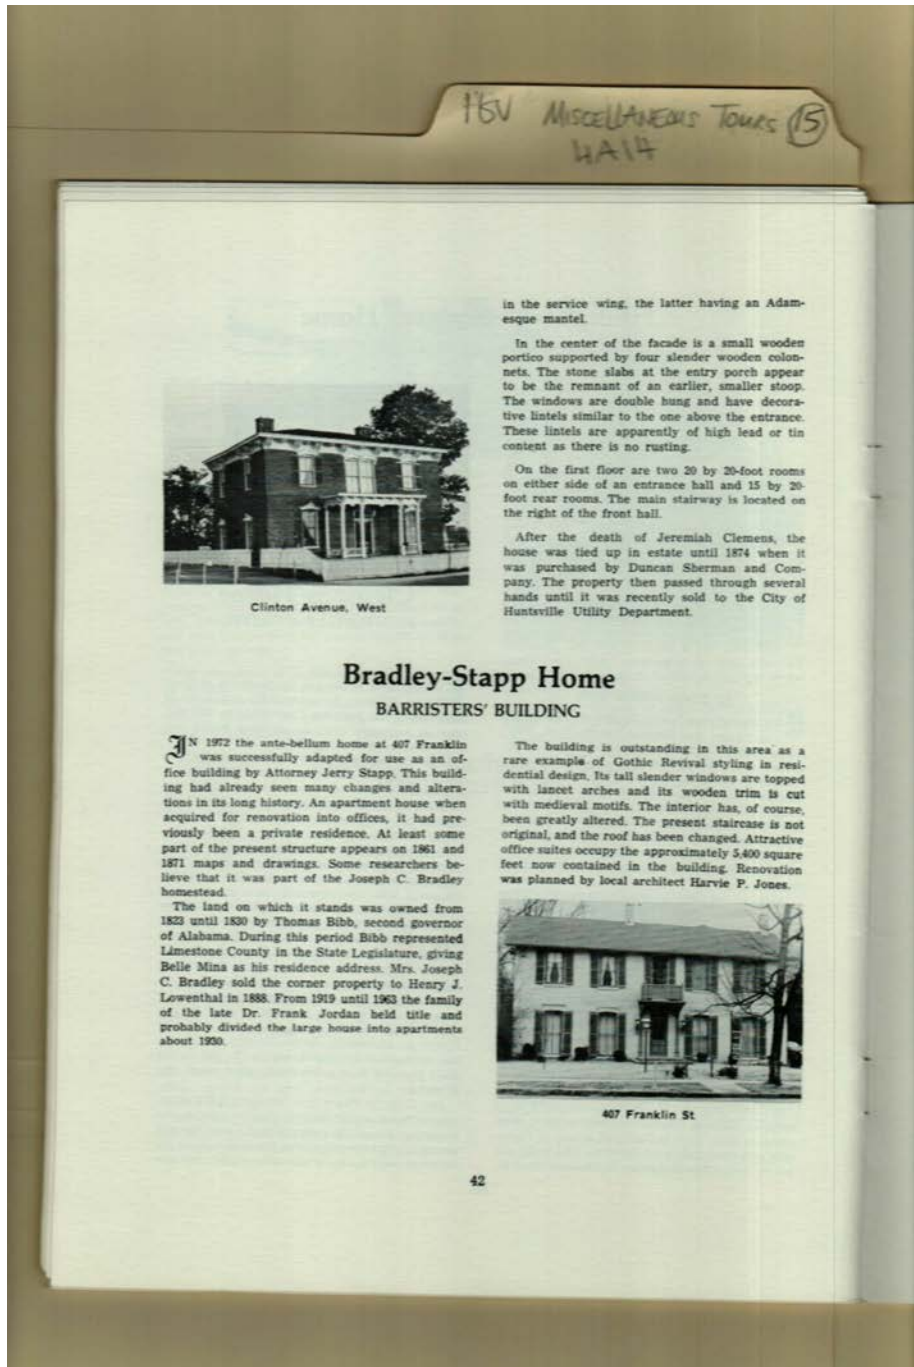 HSV MISCELLANEOUS TOURS 15
4A14
in the service wing, the latter having an Adam-
esque mantel.
In the center of the facade is a small wooden
portico supported by four slender wooden colon-
nets. The stone slabs at the entry porch appear
to be the remnant of an earlier, smaller stoop.
The windows are double hung and have decora-
tive lintels similar to the one above the entrance.
These lintels are apparently of high lead or tin
content as there is no rusting.
On the first floor are two 20 by 20-foot rooms
on either side of an entrance hall and 15 by 20-
foot rear rooms. The main stairway is located on
the right of the front hall.
After the death of Jeremiah Clemens, the
house was tied up in estate until 1874 when it
was purchased by Duncan Sherman and Com-
pany. The property then passed through several
hands until it was recently sold to the City of
Huntsville Utility Department.
Clinton Avenue, West
Bradley-Stapp Home
BARRISTERS' BUILDING
IN 1972 the ante-bellum home at 407 Franklin
was successfully adapted for use as an of-
fice building by Attorney Jerry Stapp. This build-
ing had already seen many changes and altera-
tions in its long history. An apartment house when
acquired for renovation into offices, it had pre-
viously been a private residence. At least some
part of the present structure appears on 1861 and
1871 maps and drawings. Some researchers be-
lieve that it was part of the Joseph C. Bradley
homestead.
The land on which it stands was owned from
1823 until 1830 by Thomas Bibb, second governor
of Alabama. During this period Bibb represented
Limestone County in the State Legislature, giving
Belle Mina as his residence address. Mrs. Joseph
C. Bradley sold the corner property to Henry J.
Lowenthal in 1888. From 1919 until 1963 the family
of the late Dr. Frank Jordan held title and
probably divided the large house into apartments
about 1930.
The building is outstanding in this area as a
rare example of Gothic Revival styling in resi-
dential design. Its tall slender windows are topped
with lancet arches and its wooden trim is cut
with medieval motifs. The interior has, of course,
been greatly altered. The present staircase is not
original, and the roof has been changed. Attractive
office suites occupy the approximately 5,400 square
feet now contained in the building. Renovation
was planned by local architect Harvie P. Jones.
407 Franklin St.
42